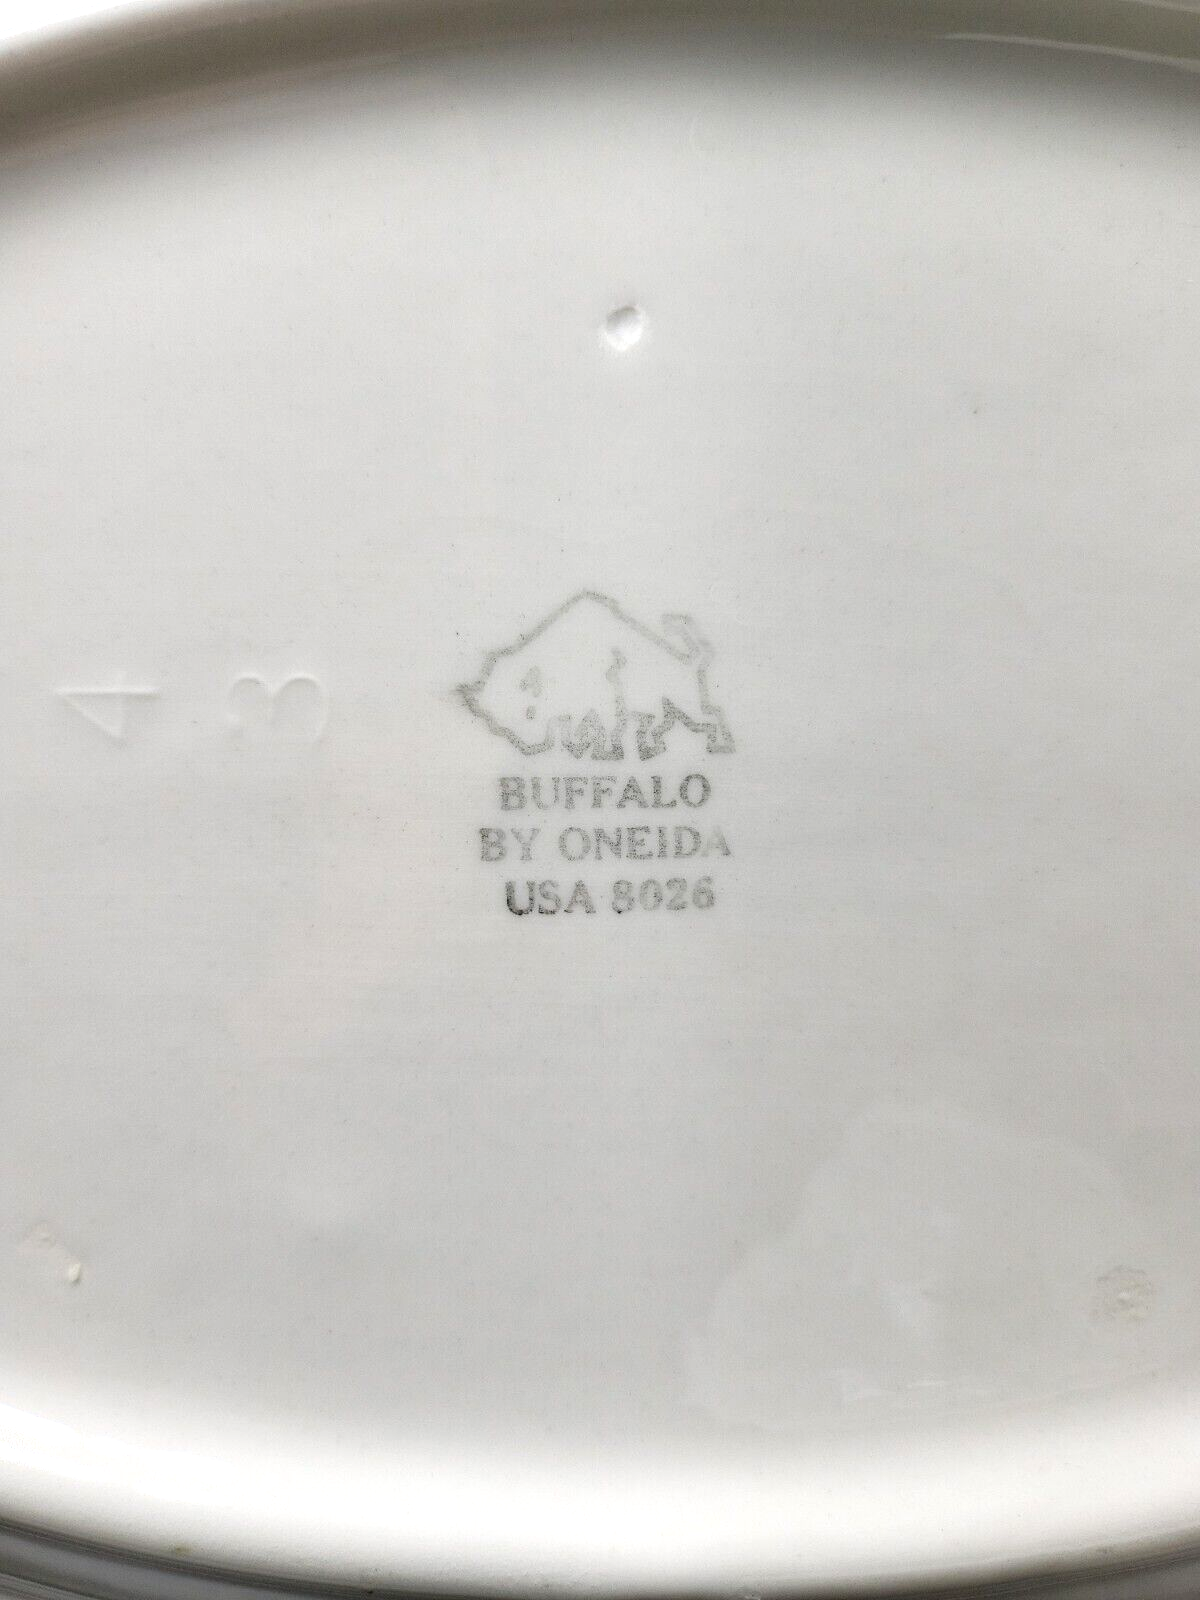 4 3
BUFFALO
BY ONEIDA
USA 8026